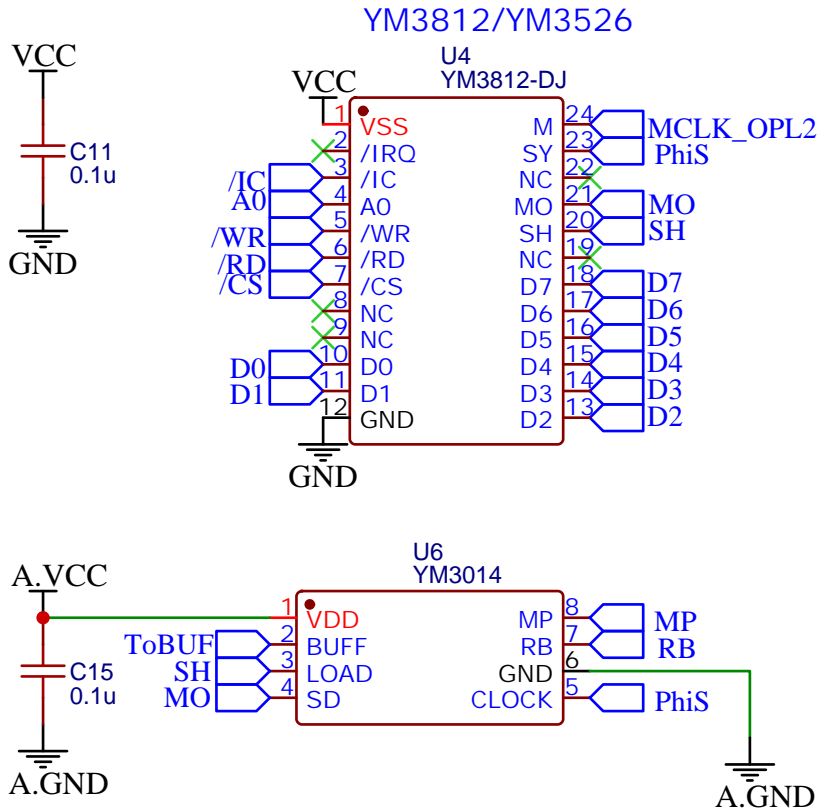 YM3812/YM3526
VCC
C11
0.1u
GND
U4
YM3812-DJ
VCC
1 VSS
2 /IRQ
/IC 3 /IC
A0 4 A0
/WR 5 /WR
/RD 6 /RD
/CS 7 /CS
8 NC
9 NC
D0 10 D0
D1 11 D1
12 GND
GND
M 24 MCLK_OPL2
SY 23 PhiS
NC 22
MO 21 MO
SH 20 SH
NC 19
D7 18 D7
D6 17 D6
D5 16 D5
D4 15 D4
D3 14 D3
D2 13 D2
A.VCC
C15
0.1u
A.GND
U6
YM3014
1 VDD
ToBUF 2 BUFF
SH 3 LOAD
MO 4 SD
MP 8 MP
RB 7 RB
GND 6
CLOCK 5 PhiS
A.GND